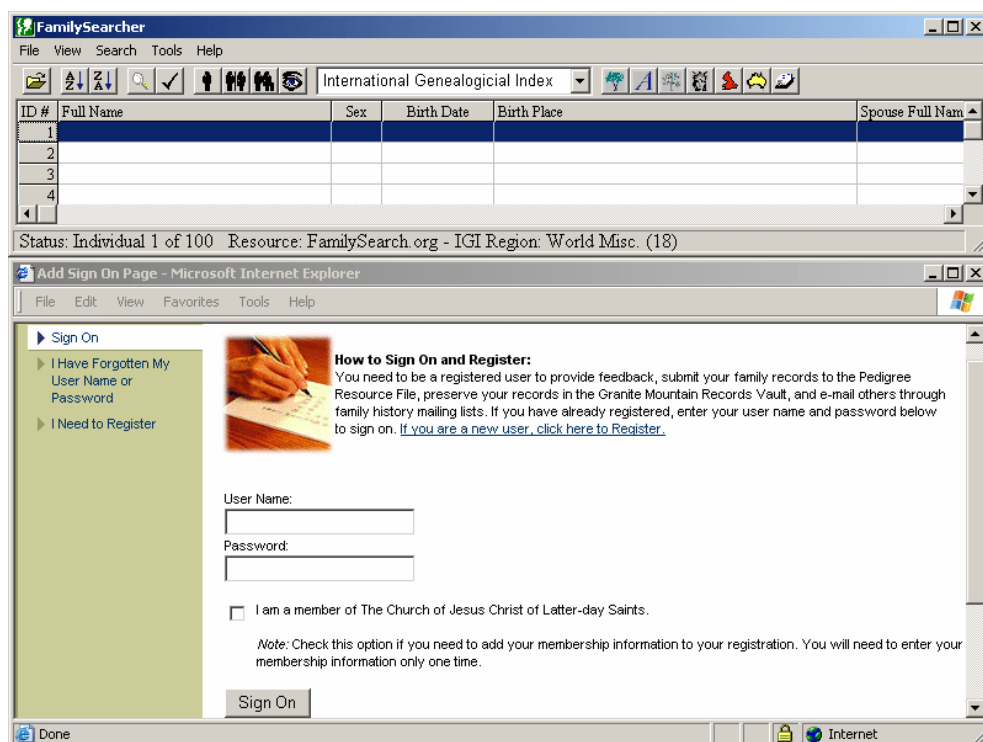 FamilySearcher
File View Search Tools Help
International Genealogicial Index
ID # Full Name Sex Birth Date Birth Place Spouse Full Nam
1
2
3
4
Status: Individual 1 of 100 Resource: FamilySearch.org - IGI Region: World Misc. (18)
Add Sign On Page - Microsoft Internet Explorer
File Edit View Favorites Tools Help
Sign On
I Have Forgotten My
User Name or
Password
I Need to Register
How to Sign On and Register:
You need to be a registered user to provide feedback, submit your family records to the Pedigree
Resource File, preserve your records in the Granite Mountain Records Vault, and e-mail others through
family history mailing lists. If you have already registered, enter your user name and password below
to sign on. If you are a new user, click here to Register.
User Name:
Password:
I am a member of The Church of Jesus Christ of Latter-day Saints.
Note: Check this option if you need to add your membership information to your registration. You will need to enter your
membership information only one time.
Sign On
Done Internet